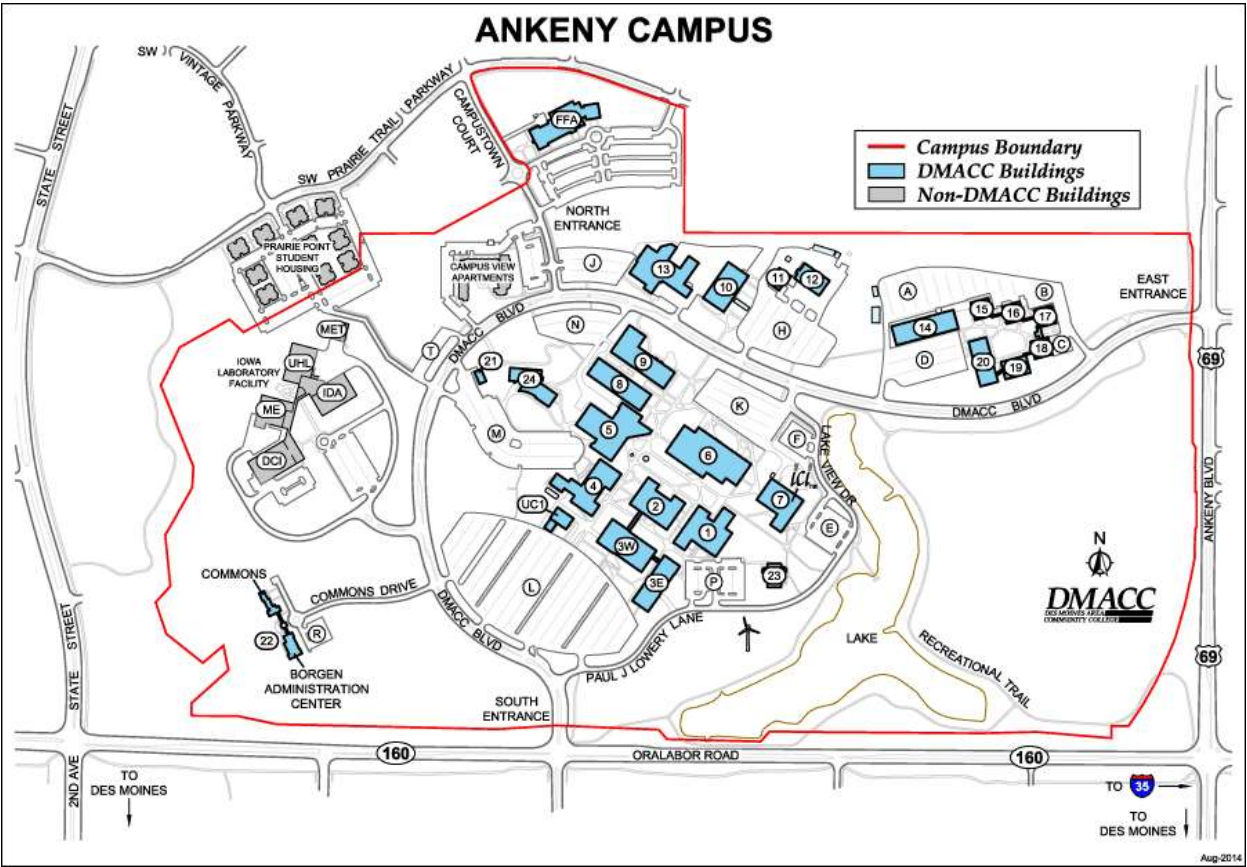 ANKENY CAMPUS
SW VINTAGE PARKWAY
STATE STREET
SW PRAIRIE TRAIL PARKWAY
CAMPUSTOWN
COURT
FFA
Campus Boundary
DMACC Buildings
Non-DMACC Buildings
NORTH
ENTRANCE
PRAIRIE POINT
STUDENT
HOUSING
CAMPUS VIEW
APARTMENTS
J
13
10
11
12
H
A
B
EAST
ENTRANCE
15
16
17
14
D
20
19
18
C
69
DMACC BLVD
DMACC BLVD
N
T
MET
UHL
IOWA
LABORATORY
FACILITY
IDA
ME
DCI
21
24
9
8
5
M
K
F
LAKE VIEW DR
6
ici
7
E
4
UC1
2
1
3W
3E
P
23
L
ANKENY BLVD
N
DMACC
DES MOINES AREA
COMMUNITY COLLEGE
COMMONS
COMMONS DRIVE
R
22
BORGEN
ADMINISTRATION
CENTER
DMACC BLVD
PAUL J LOWERY LANE
LAKE
RECREATIONAL TRAIL
69
STATE STREET
SOUTH
ENTRANCE
160
ORALABOR ROAD
160
2ND AVE
TO
DES MOINES
TO
35
TO
DES MOINES
Aug-2014